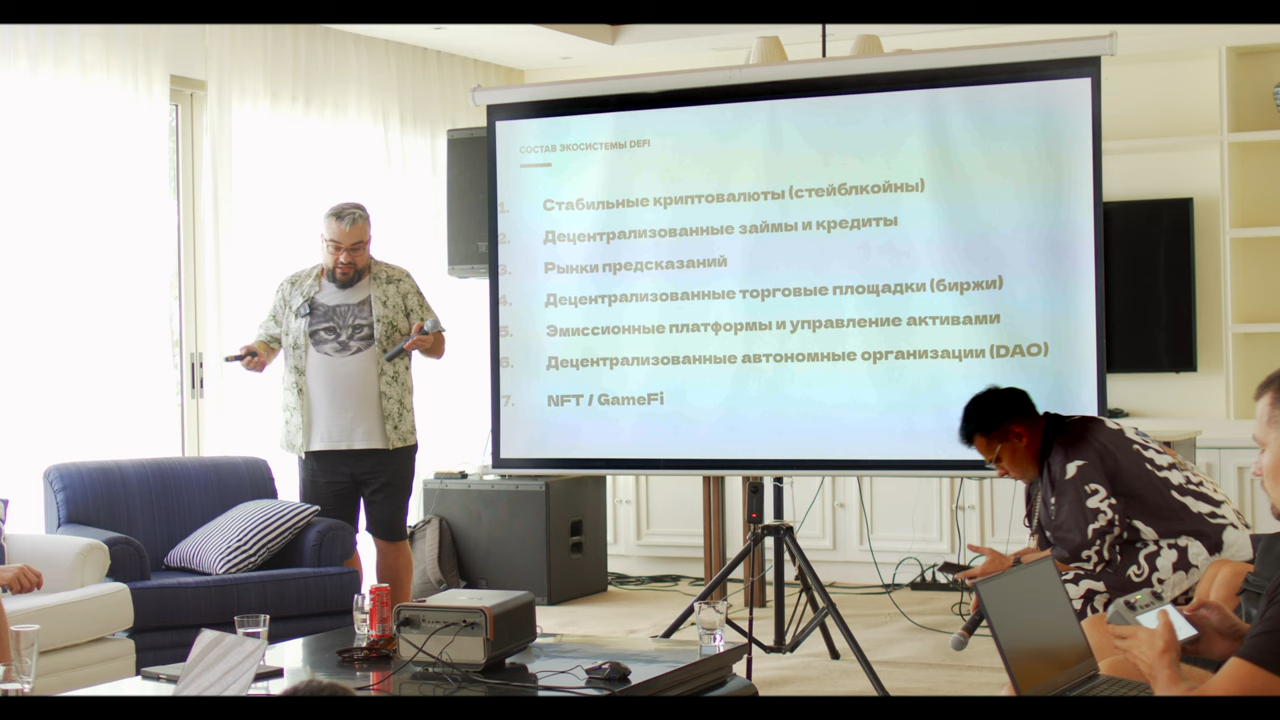 СОСТАВ ЭКОСИСТЕМЫ DEFI
1. Стабильные криптовалюты (стейблкойны)
2. Децентрализованные займы и кредиты
3. Рынки предсказаний
4. Децентрализованные торговые площадки (биржи)
5. Эмиссионные платформы и управление активами
6. Децентрализованные автономные организации (DAO)
7. NFT / GameFi